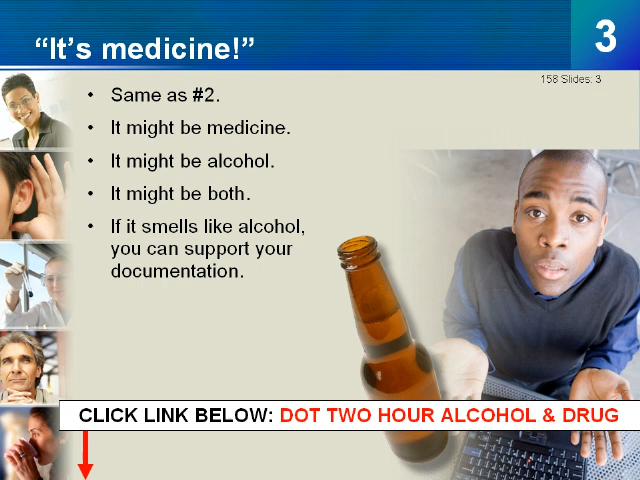 3
“It’s medicine!”
158 Slides: 3
• Same as #2.
• It might be medicine.
• It might be alcohol.
• It might be both.
• If it smells like alcohol,
you can support your
documentation.
CLICK LINK BELOW: DOT TWO HOUR ALCOHOL & DRUG